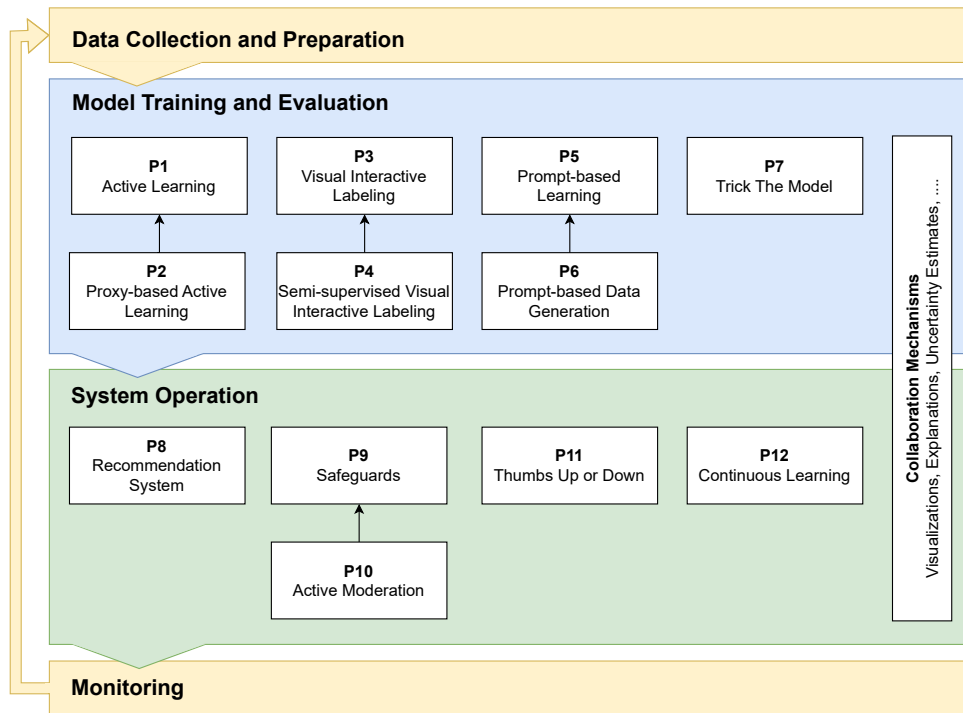 Data Collection and Preparation
Model Training and Evaluation
P1
Active Learning
P3
Visual Interactive
Labeling
P5
Prompt-based
Learning
P7
Trick The Model
P2
Proxy-based Active
Learning
P4
Semi-supervised Visual
Interactive Labeling
P6
Prompt-based Data
Generation
Collaboration Mechanisms
Visualizations, Explanations, Uncertainty Estimates, ....
System Operation
P8
Recommendation
System
P9
Safeguards
P11
Thumbs Up or Down
P12
Continuous Learning
P10
Active Moderation
Monitoring